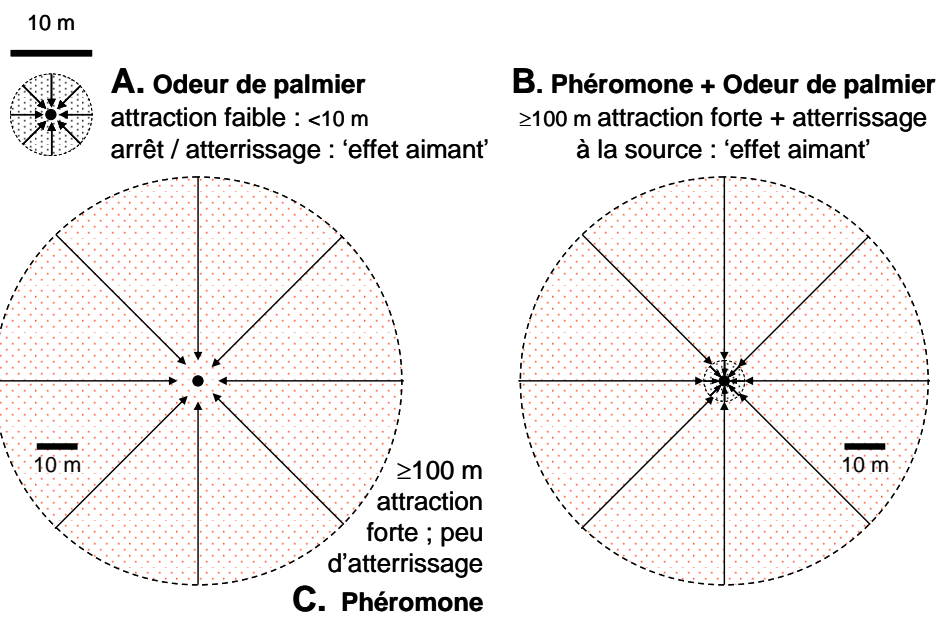 10 m
A. Odeur de palmier
attraction faible : <10 m
arrêt / atterrissage : ‘effet aimant’
B. Phéromone + Odeur de palmier
≥100 m attraction forte + atterrissage
à la source : ‘effet aimant’
10 m
≥100 m
attraction
forte ; peu
d’atterrissage
C. Phéromone
10 m